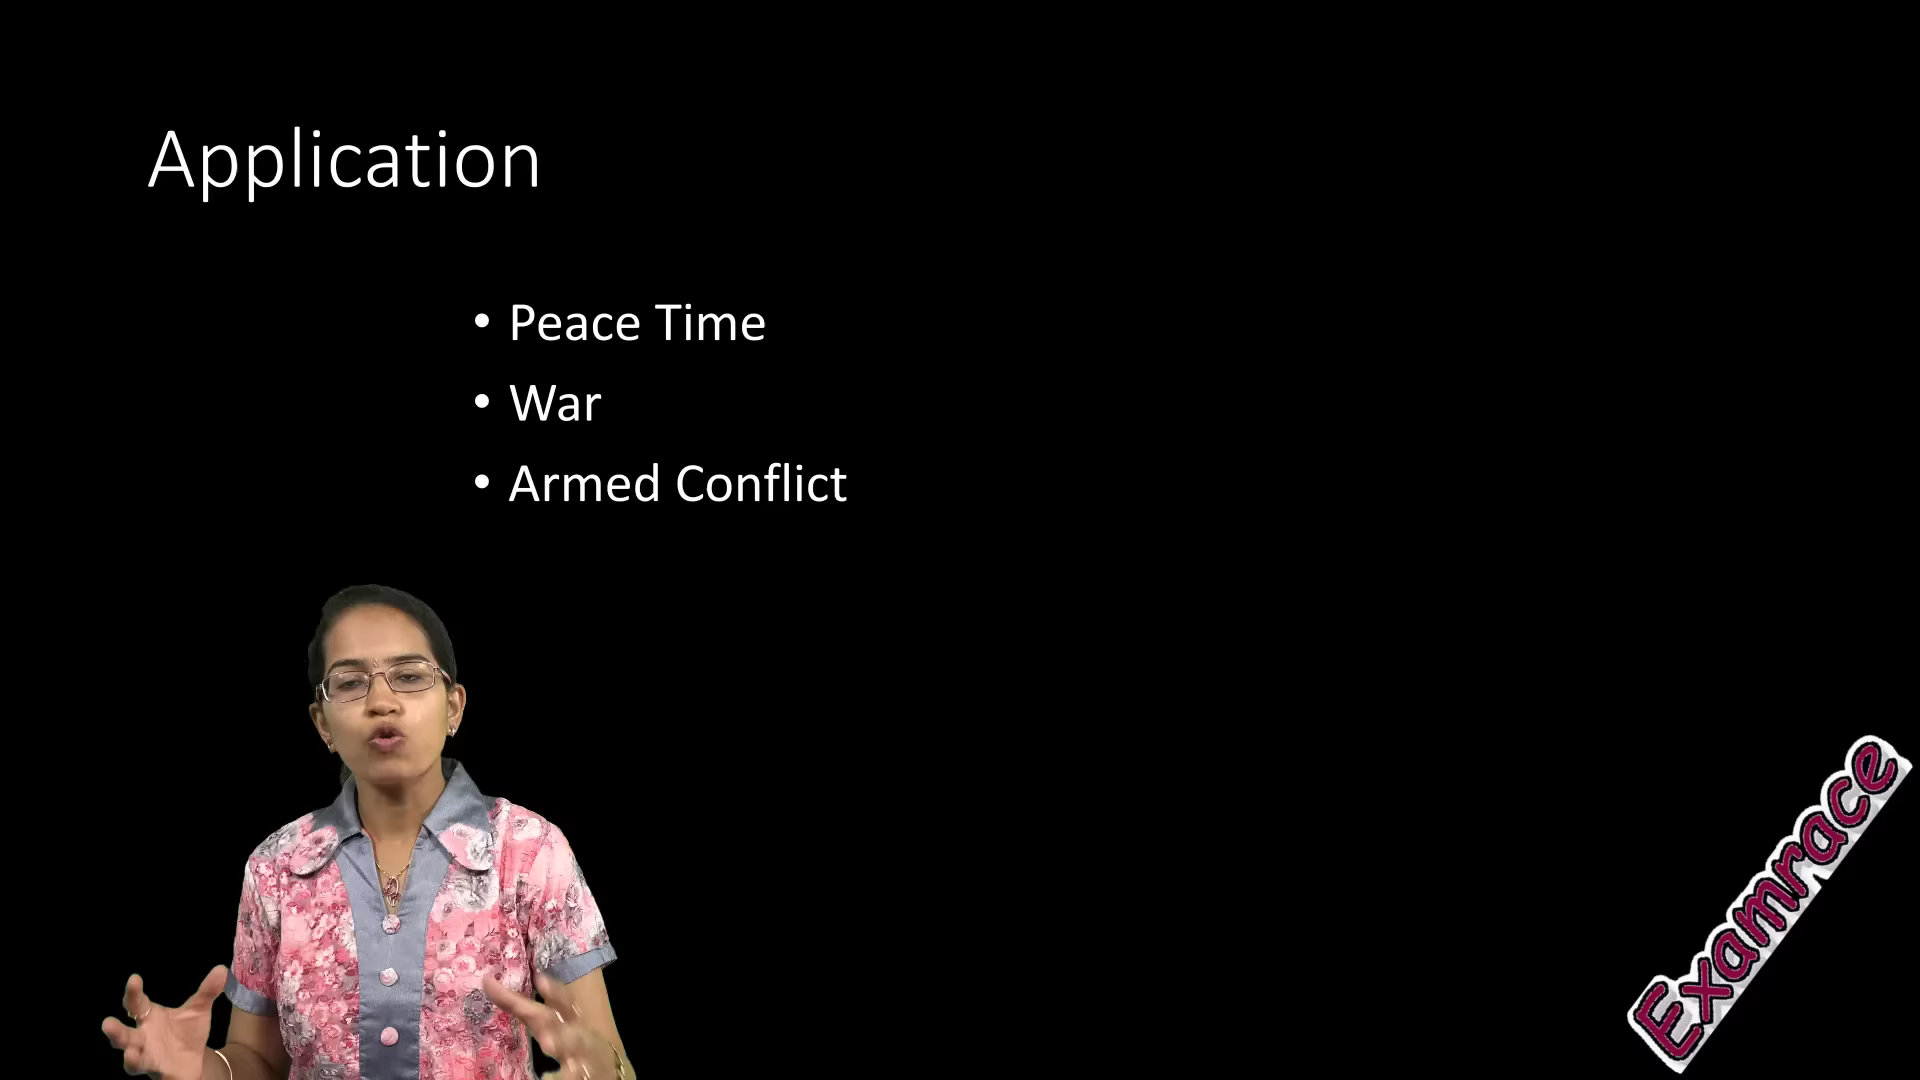 Application
• Peace Time
• War
• Armed Conflict
Examrace